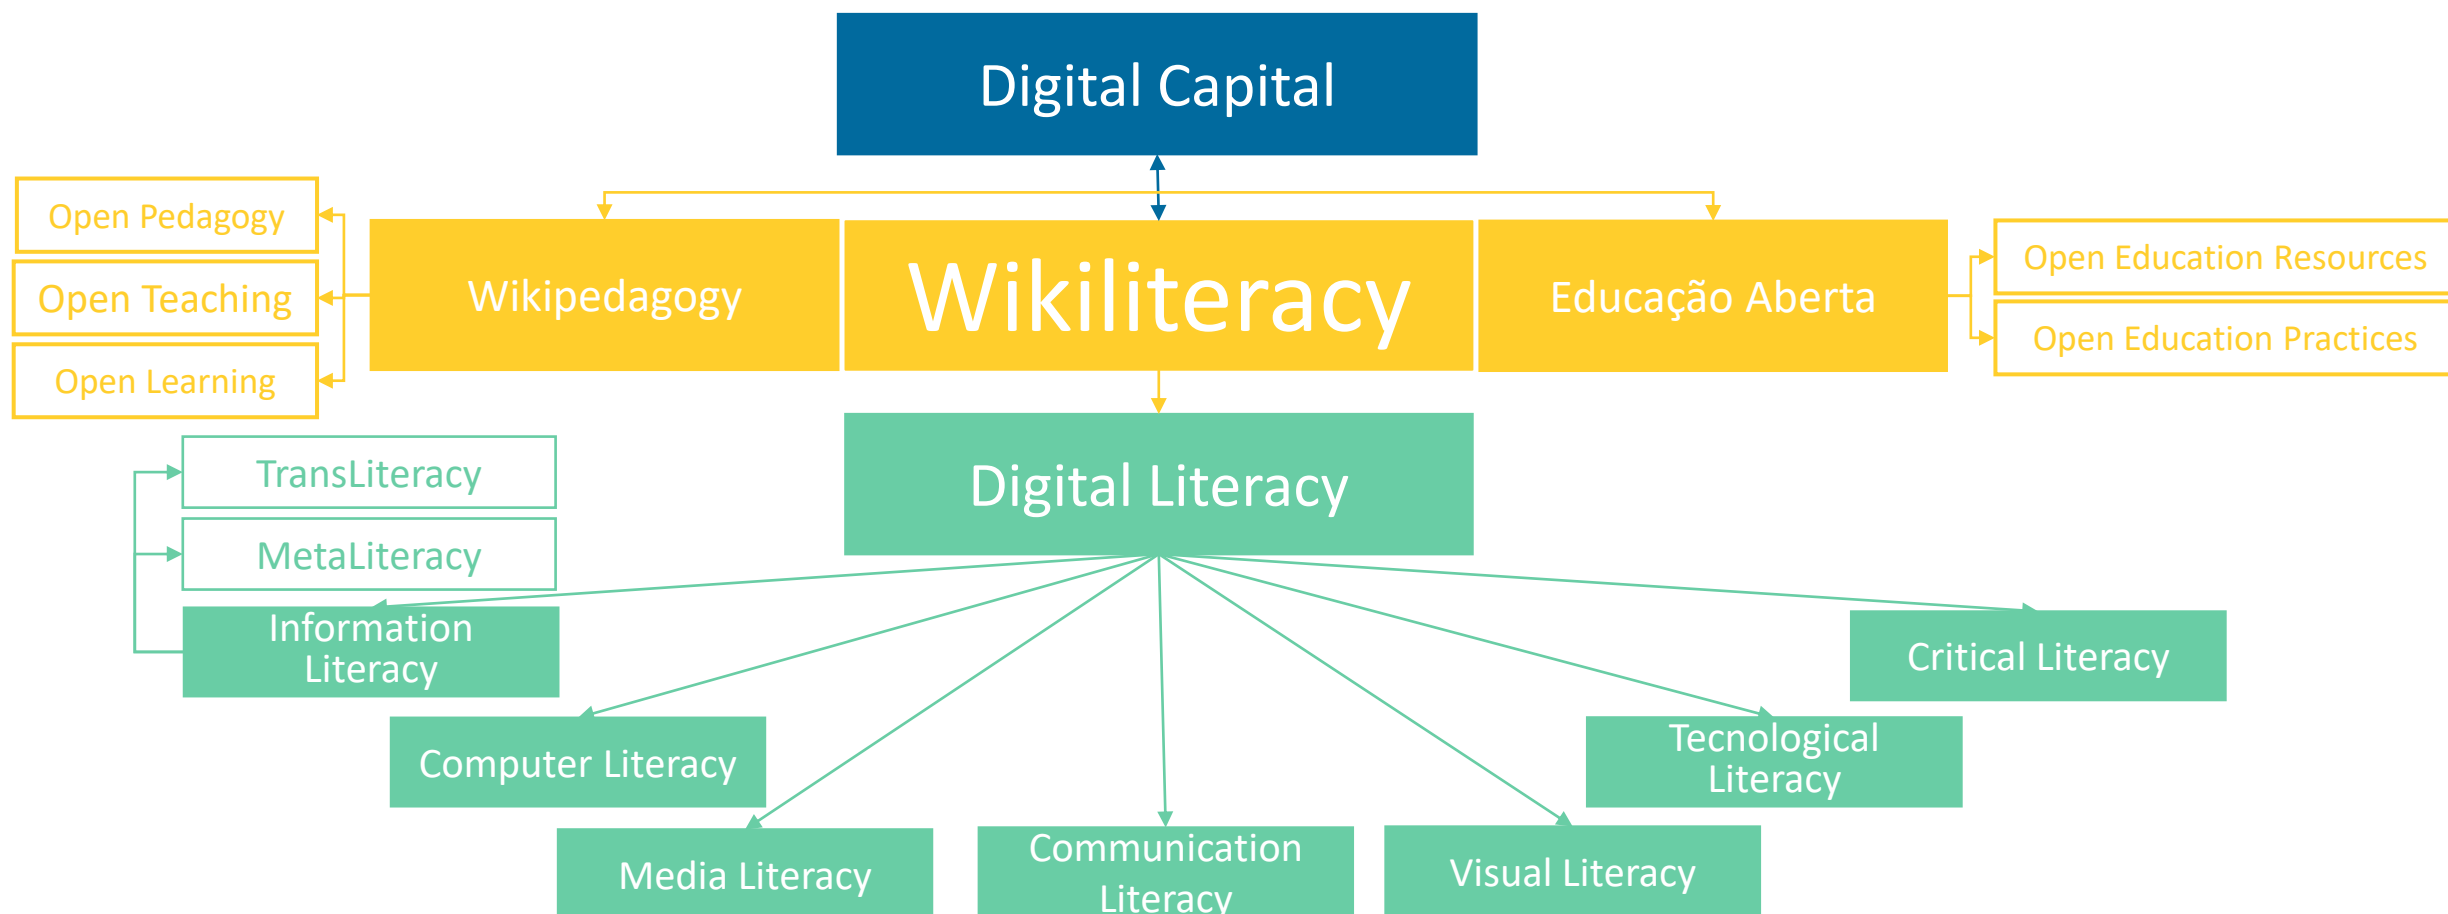 Digital Capital
Open Pedagogy
Open Teaching
Open Learning
Wikipedagogy
Wikiliteracy
Educação Aberta
Open Education Resources
Open Education Practices
Digital Literacy
TransLiteracy
MetaLiteracy
Information
Literacy
Computer Literacy
Media Literacy
Communication
Literacy
Visual Literacy
Tecnological
Literacy
Critical Literacy